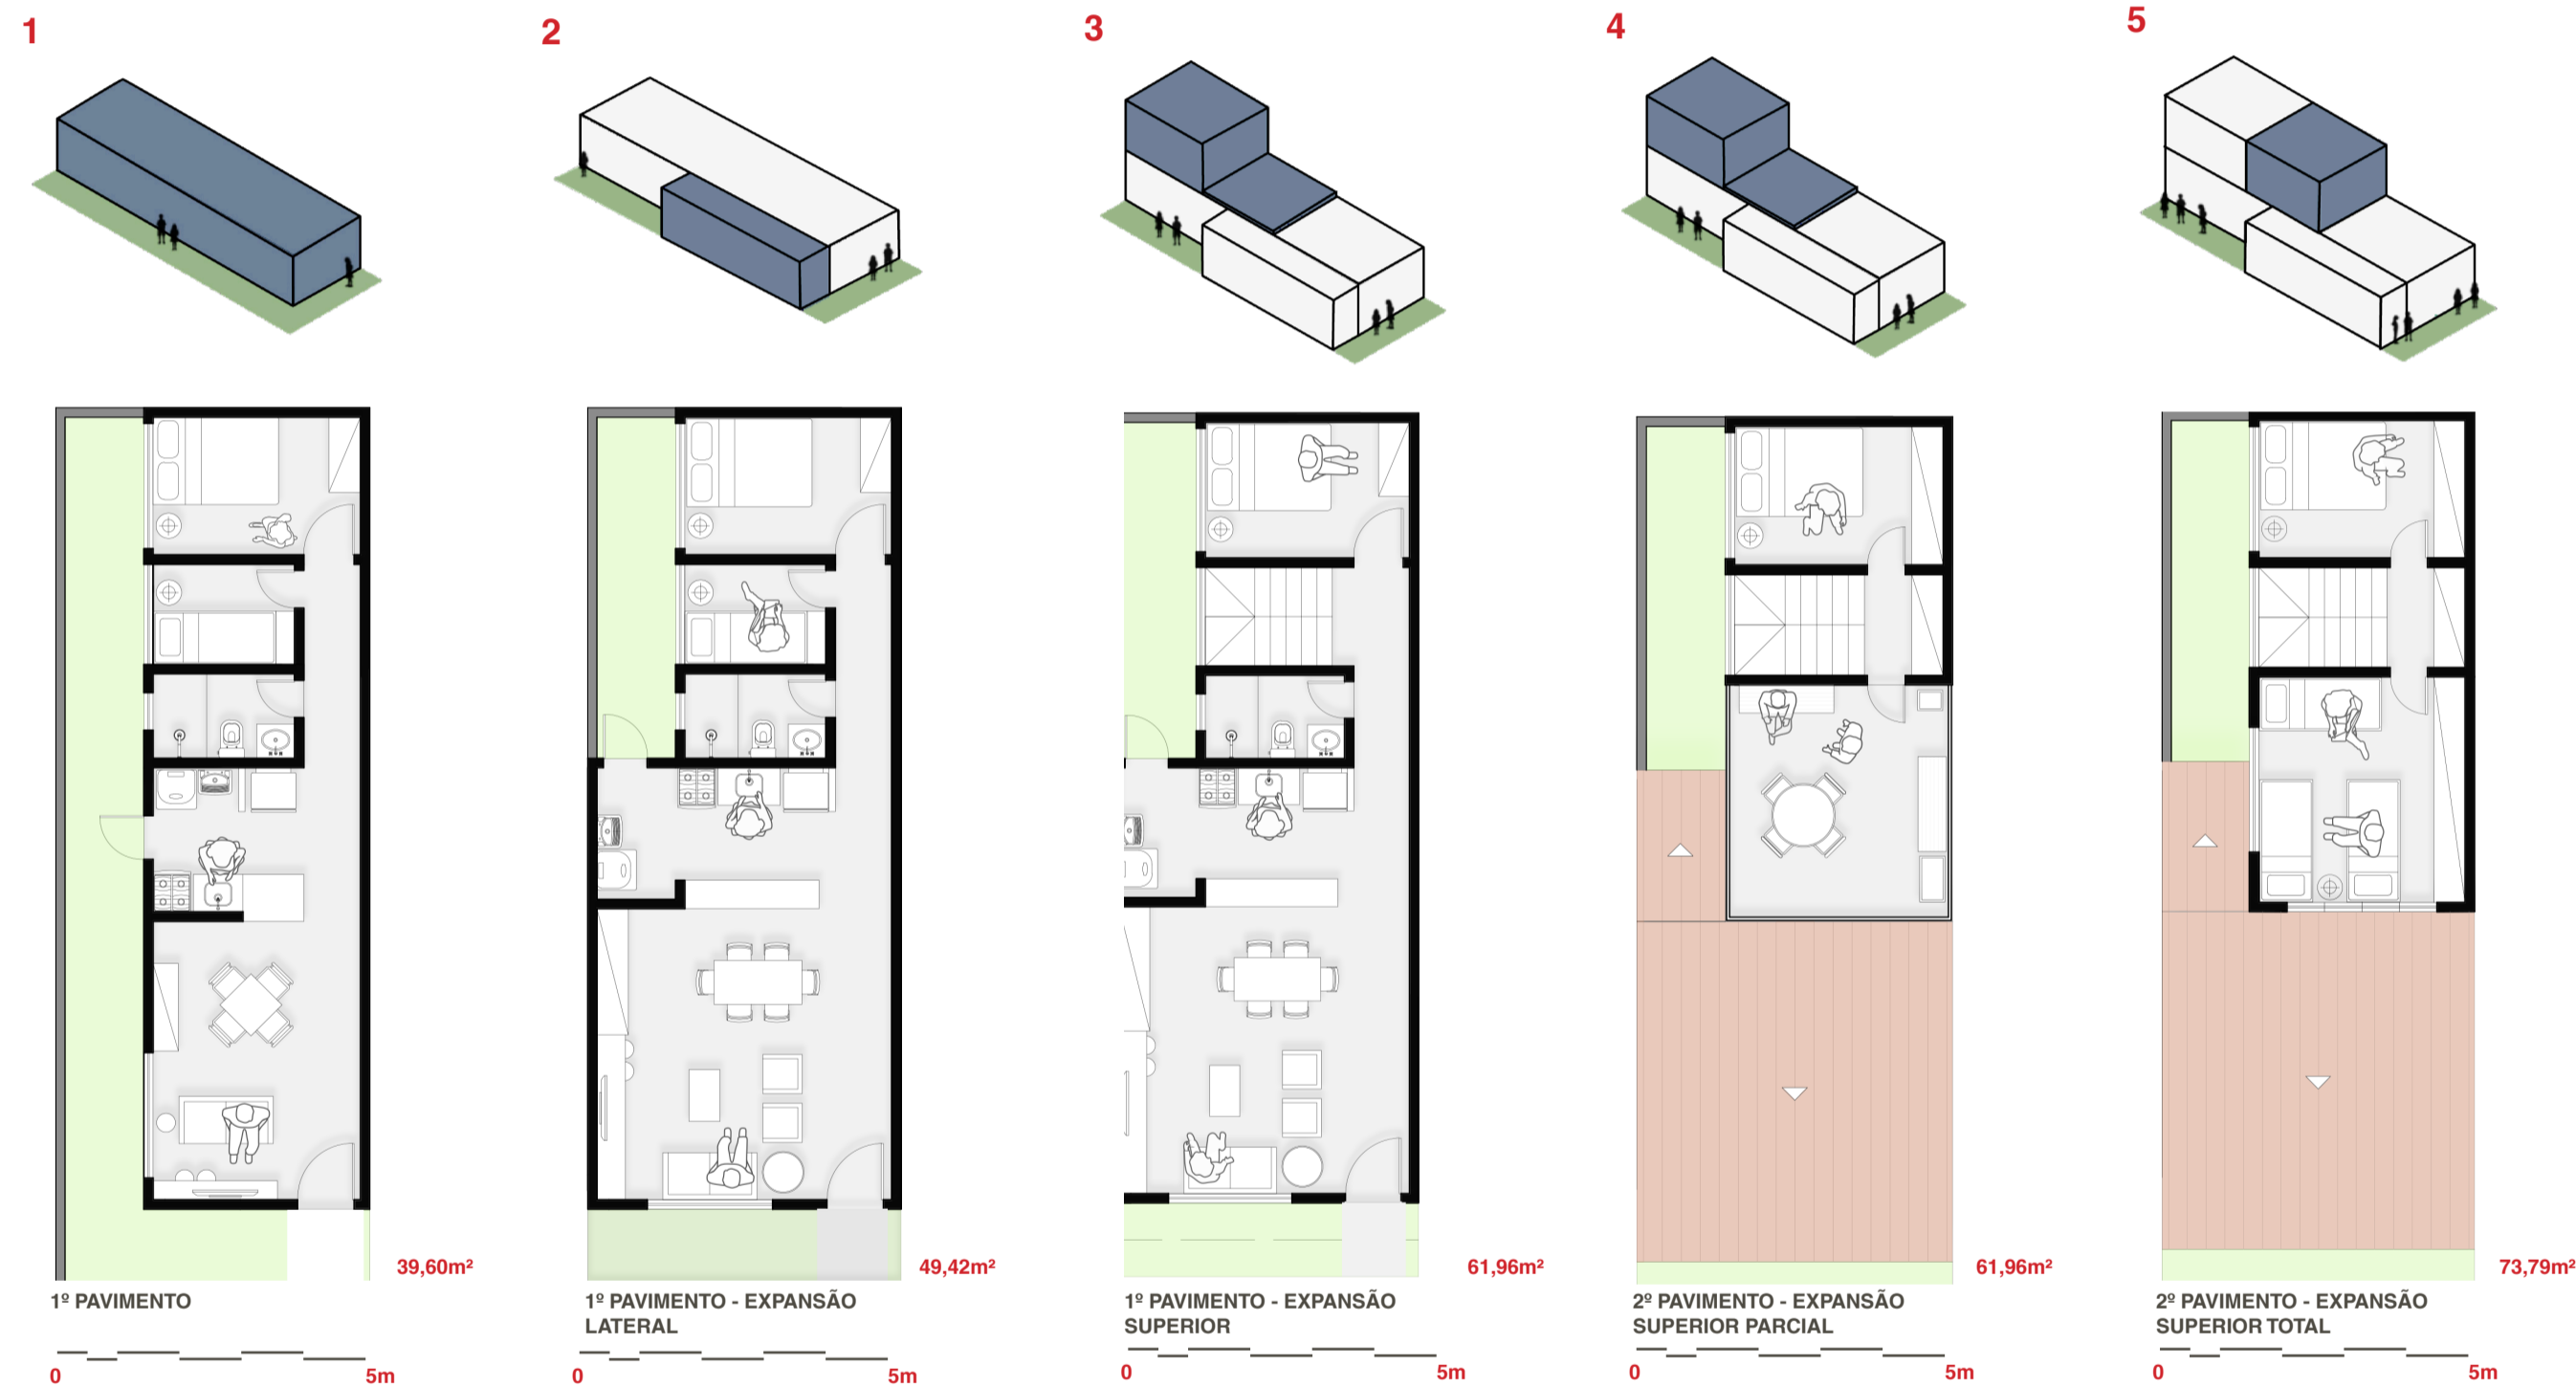 1
2
3
4
5
39,60m²
49,42m²
61,96m²
61,96m²
73,79m²
1º PAVIMENTO
1º PAVIMENTO - EXPANSÃO
LATERAL
1º PAVIMENTO - EXPANSÃO
SUPERIOR
2º PAVIMENTO - EXPANSÃO
SUPERIOR PARCIAL
2º PAVIMENTO - EXPANSÃO
SUPERIOR TOTAL
0 5m
0 5m
0 5m
0 5m
0 5m